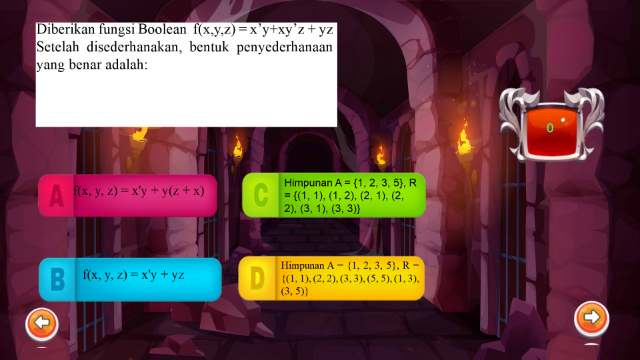 Diberikan fungsi Boolean f(x,y,z) = x’y+xy’z + yz
Setelah disederhanakan, bentuk penyederhanaan
yang benar adalah:
0
A
f(x, y, z) = x'y + y(z + x)
C
Himpunan A = {1, 2, 3, 5}, R
= {(1, 1), (1, 2), (2, 1), (2,
2), (3, 1), (3, 3)}
B
f(x, y, z) = x'y + yz
D
Himpunan A = {1, 2, 3, 5}, R =
{(1, 1), (2, 2), (3, 3), (5, 5), (1, 3),
(3, 5)}